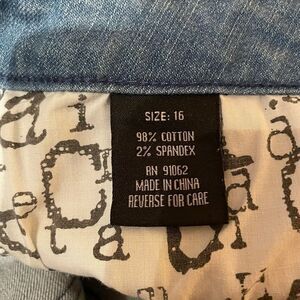 SIZE: 16
98% COTTON
2% SPANDEX
RN 91062
MADE IN CHINA
REVERSE FOR CARE